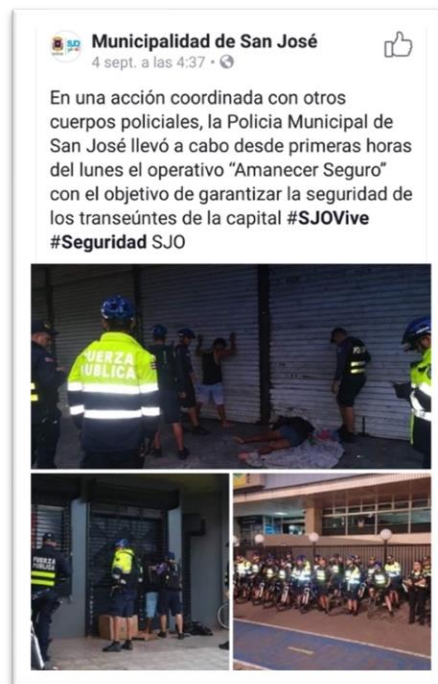 Municipalidad de San José
4 sept. a las 4:37 ·
En una acción coordinada con otros
cuerpos policiales, la Policia Municipal de
San José llevó a cabo desde primeras horas
del lunes el operativo “Amanecer Seguro”
con el objetivo de garantizar la seguridad de
los transeúntes de la capital #SJOVive
#Seguridad SJO
FUERZA
PUBLICA
FUERZA
PUBLICA